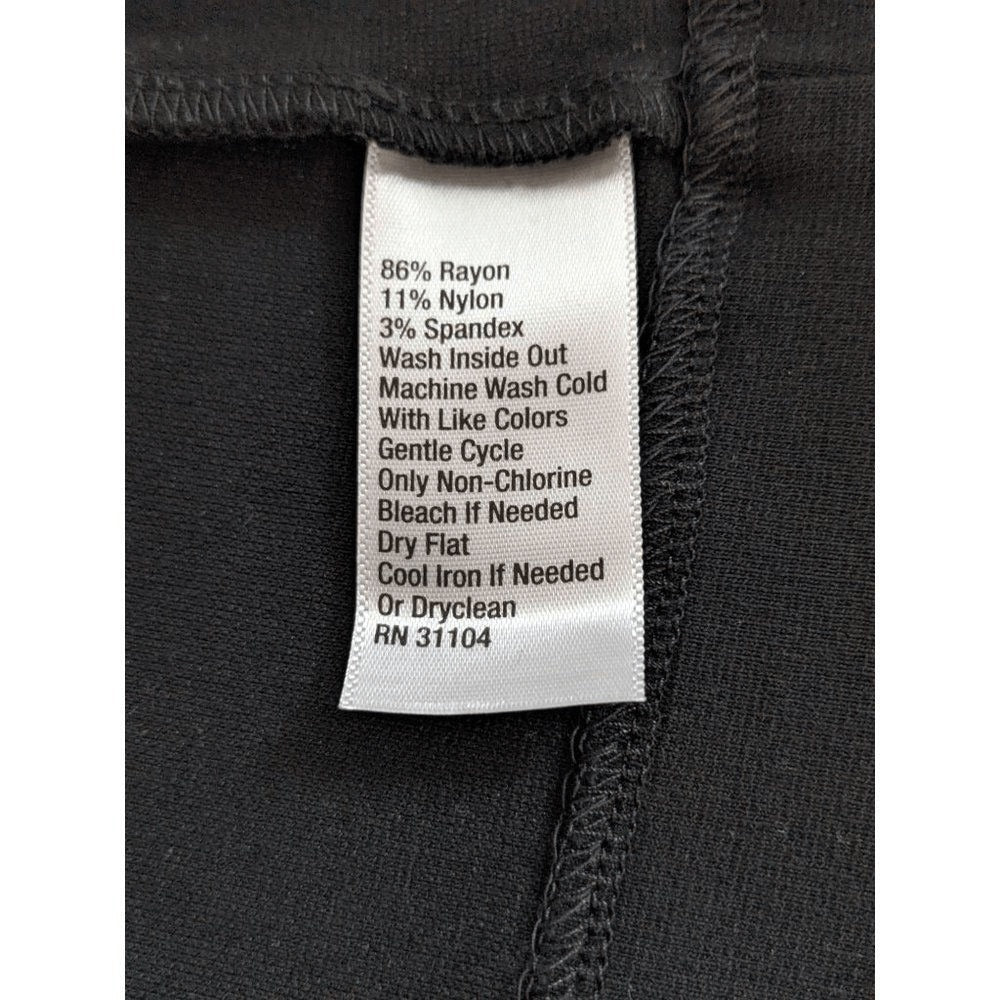 86% Rayon
11% Nylon
3% Spandex
Wash Inside Out
Machine Wash Cold
With Like Colors
Gentle Cycle
Only Non-Chlorine
Bleach If Needed
Dry Flat
Cool Iron If Needed
Or Dryclean
RN 31104